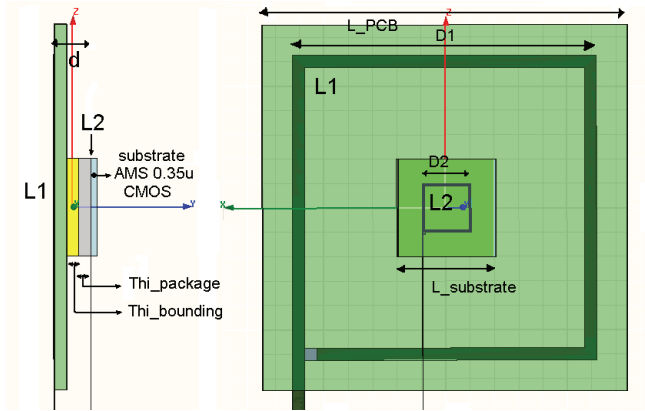 z
d
L2
L1
substrate
AMS 0.35u
CMOS
Y
Thi_package
Thi_bounding
z
L_PCB
D1
L1
D2
L2
X
L_substrate